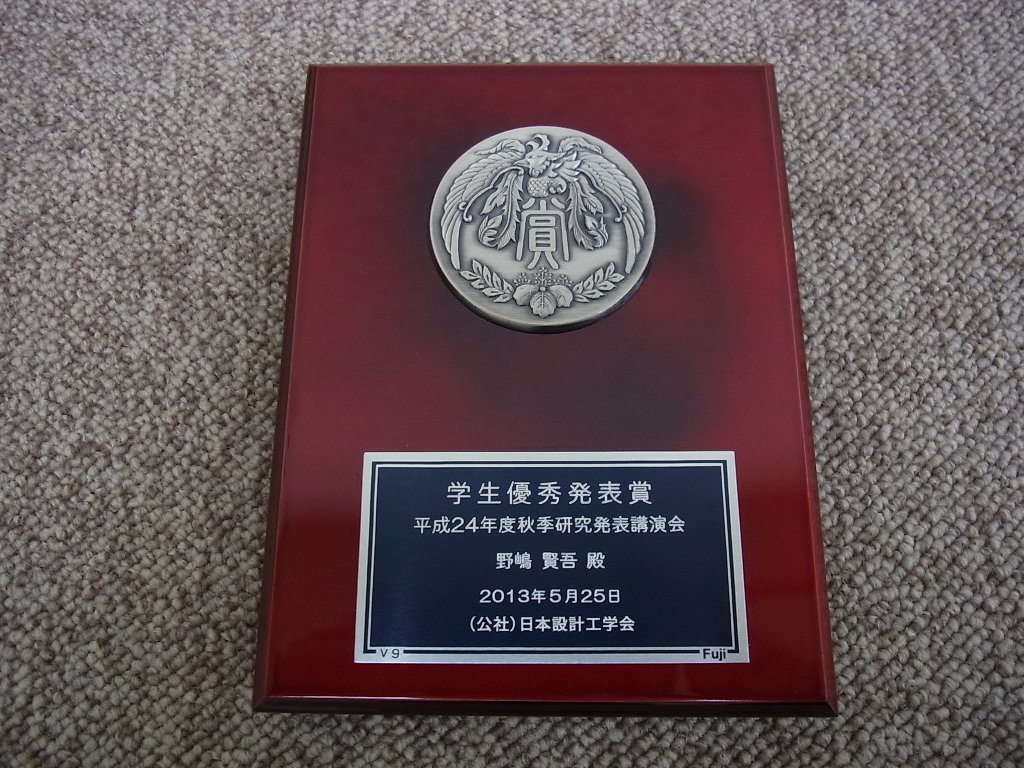 賞
学生優秀発表賞
平成24年度秋季研究発表講演会
野嶋 賢吾 殿
2013年5月25日
(公社)日本設計工学会
V 9 Fuji